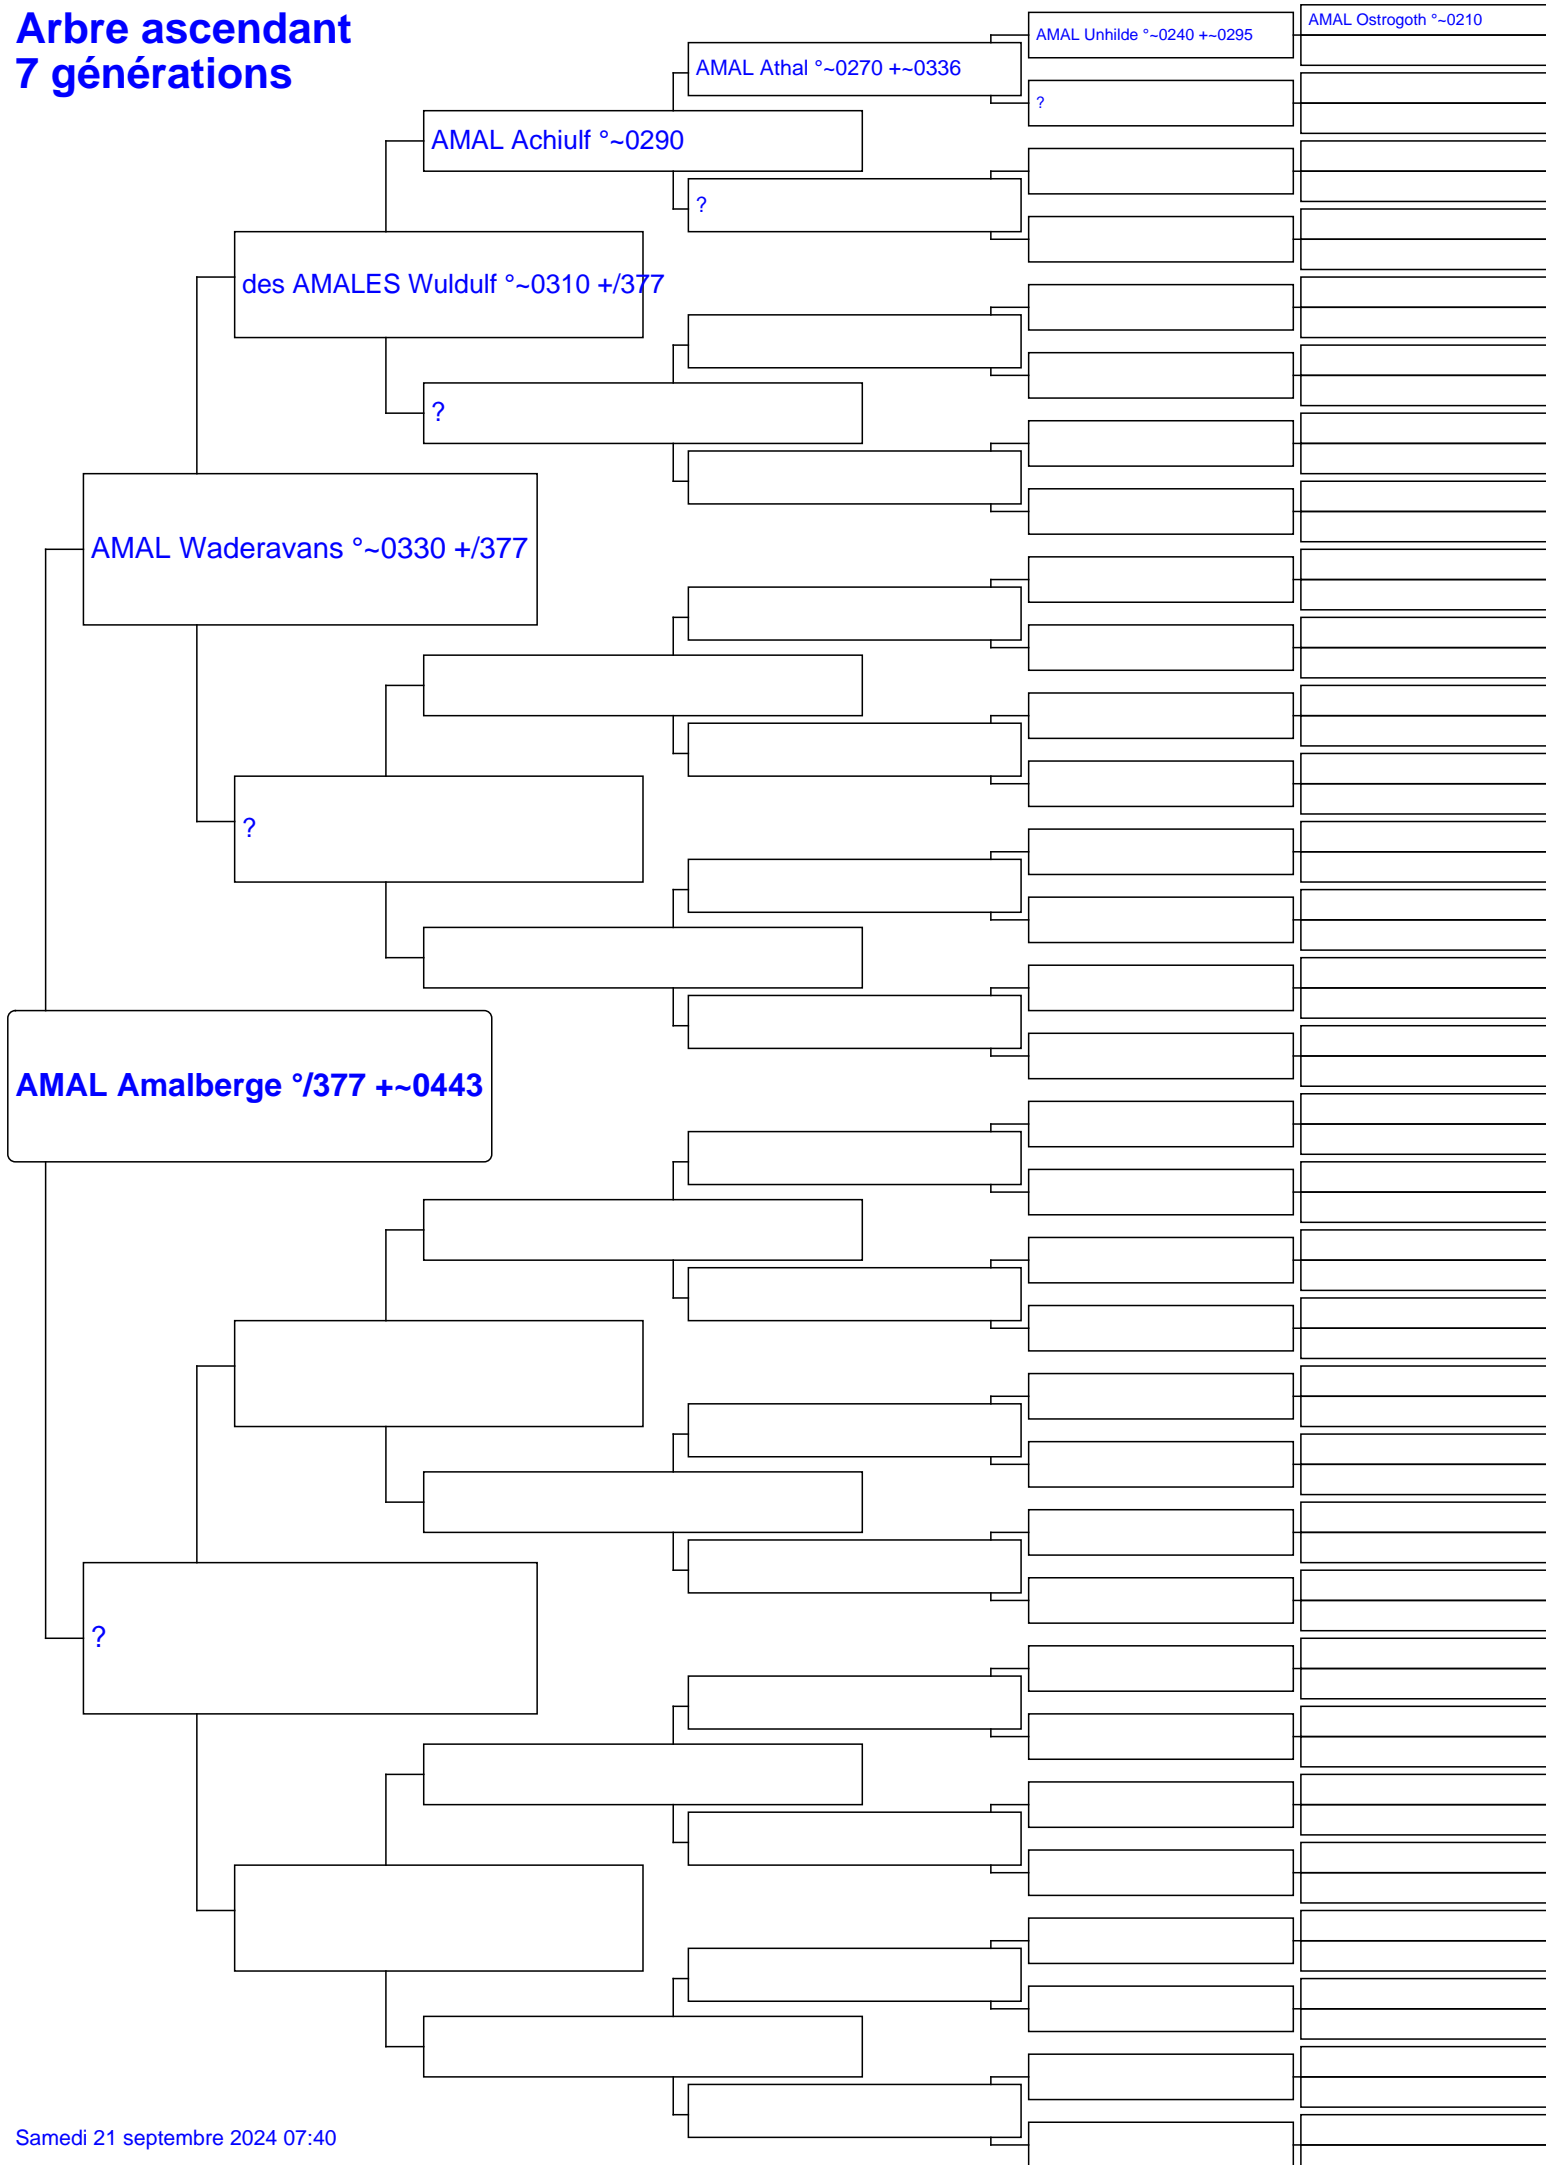 Arbre ascendant
7 générations
AMAL Ostrogoth °~0210
AMAL Unhilde °~0240 +~0295
AMAL Athal °~0270 +~0336
?
AMAL Achiulf °~0290
?
des AMALES Wuldulf °~0310 +/377
?
AMAL Waderavans °~0330 +/377
?
AMAL Amalberge °/377 +~0443
?
Samedi 21 septembre 2024 07:40